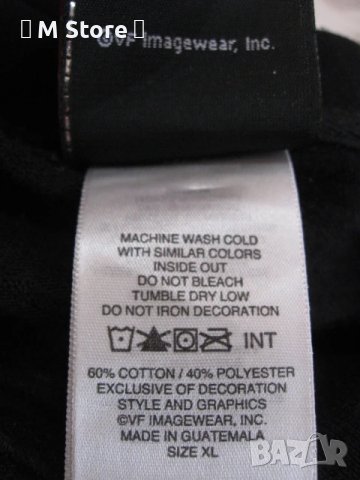 M Store
©VF Imagewear, Inc.
MACHINE WASH COLD
WITH SIMILAR COLORS
INSIDE OUT
DO NOT BLEACH
TUMBLE DRY LOW
DO NOT IRON DECORATION
INT
60% COTTON / 40% POLYESTER
EXCLUSIVE OF DECORATION
STYLE AND GRAPHICS
©VF IMAGEWEAR, INC.
MADE IN GUATEMALA
SIZE XL
BAZAR